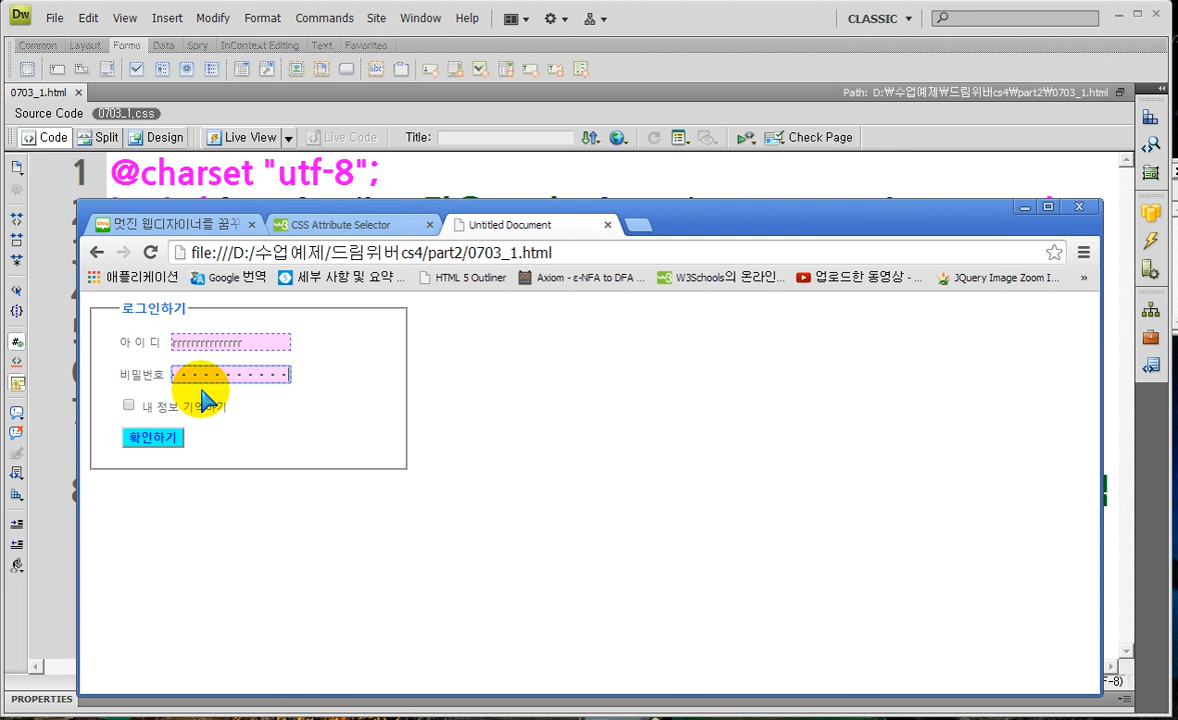 Dw File Edit View Insert Modify Format Commands Site Window Help CLASSIC
Common Layout Forms Data Spry InContext Editing Text Favorites
0703_1.html Path: D:₩수업예제₩드림위버cs4₩part2₩0703_1.html
Source Code 0703_1.css
Code Split Design Live View Live Code Title: Check Page
1 @charset "utf-8";
멋진 웹디자이너를 꿈꾸 CSS Attribute Selector Untitled Document
file:///D:/수업예제/드림위버cs4/part2/0703_1.html
애플리케이션 Google 번역 세부 사항 및 요약 ... HTML 5 Outliner Axiom - ε-NFA to DFA ... W3Schools의 온라인... 업로드한 동영상 - ... JQuery Image Zoom I... »
로그인하기
아 이 디 rrrrrrrrrrrrrrr
비밀번호
내 정보 기억하기
확인하기
PROPERTIES